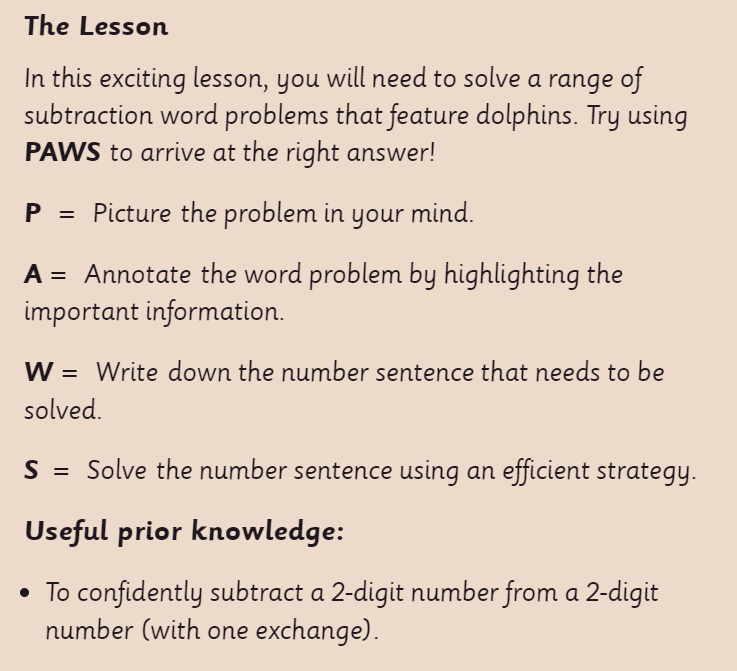 The Lesson
In this exciting lesson, you will need to solve a range of
subtraction word problems that feature dolphins. Try using
PAWS to arrive at the right answer!
P = Picture the problem in your mind.
A = Annotate the word problem by highlighting the
important information.
W = Write down the number sentence that needs to be
solved.
S = Solve the number sentence using an efficient strategy.
Useful prior knowledge:
• To confidently subtract a 2-digit number from a 2-digit
number (with one exchange).